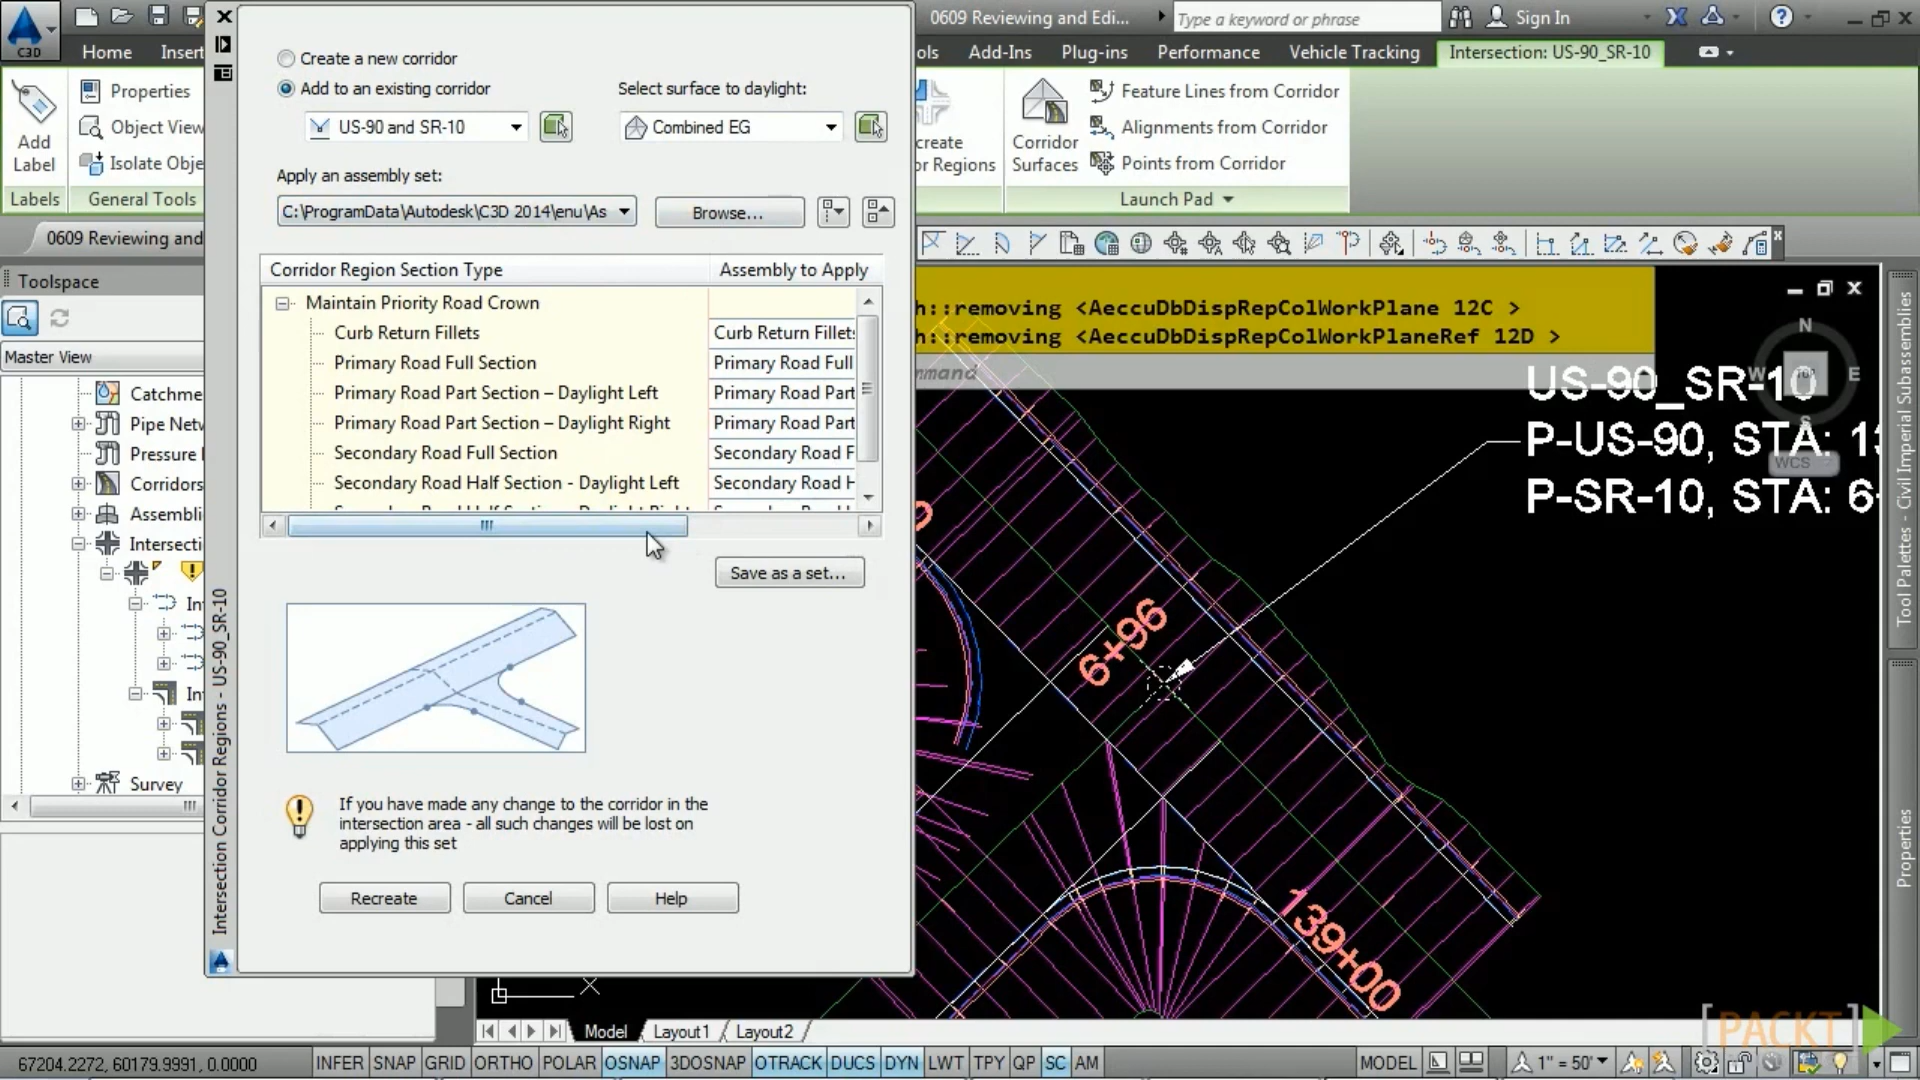 0609 Reviewing and Edi...
Type a keyword or phrase
Sign In
C3D
Home
Insert
ols
Add-Ins
Plug-ins
Performance
Vehicle Tracking
Intersection: US-90_SR-10
Add
Label
Labels
Properties
Object View
Isolate Obje
General Tools
create
or Regions
Corridor
Surfaces
Feature Lines from Corridor
Alignments from Corridor
Points from Corridor
Launch Pad
0609 Reviewing and
Toolspace
Master View
Catchme
Pipe Netw
Pressure
Corridors
Assembli
Intersecti
In
In
Survey
Create a new corridor
Add to an existing corridor
Select surface to daylight:
US-90 and SR-10
Combined EG
Apply an assembly set:
C:\ProgramData\Autodesk\C3D 2014\enu\As
Browse...
Corridor Region Section Type
Assembly to Apply
Maintain Priority Road Crown
Curb Return Fillets
Curb Return Fillets
Primary Road Full Section
Primary Road Full
Primary Road Part Section – Daylight Left
Primary Road Part
Primary Road Part Section – Daylight Right
Primary Road Part
Secondary Road Full Section
Secondary Road F
Secondary Road Half Section - Daylight Left
Secondary Road H
Save as a set...
If you have made any change to the corridor in the
intersection area - all such changes will be lost on
applying this set
Recreate
Cancel
Help
Intersection Corridor Regions - US-90_SR-10
h::removing <AeccuDbDispRepColWorkPlane 12C >
h::removing <AeccuDbDispRepColWorkPlaneRef 12D >
mmand
N
W
TOP
E
S
WCS
US-90_SR-10
P-US-90, STA: 1
P-SR-10, STA: 6
6+96
139+00
Tool Palettes - Civil Imperial Subassemblies
Properties
Model
Layout1
Layout2
67204.2272, 60179.9991, 0.0000
INFER
SNAP
GRID
ORTHO
POLAR
OSNAP
3DOSNAP
OTRACK
DUCS
DYN
LWT
TPY
QP
SC
AM
MODEL
1" = 50'
[PACKT]